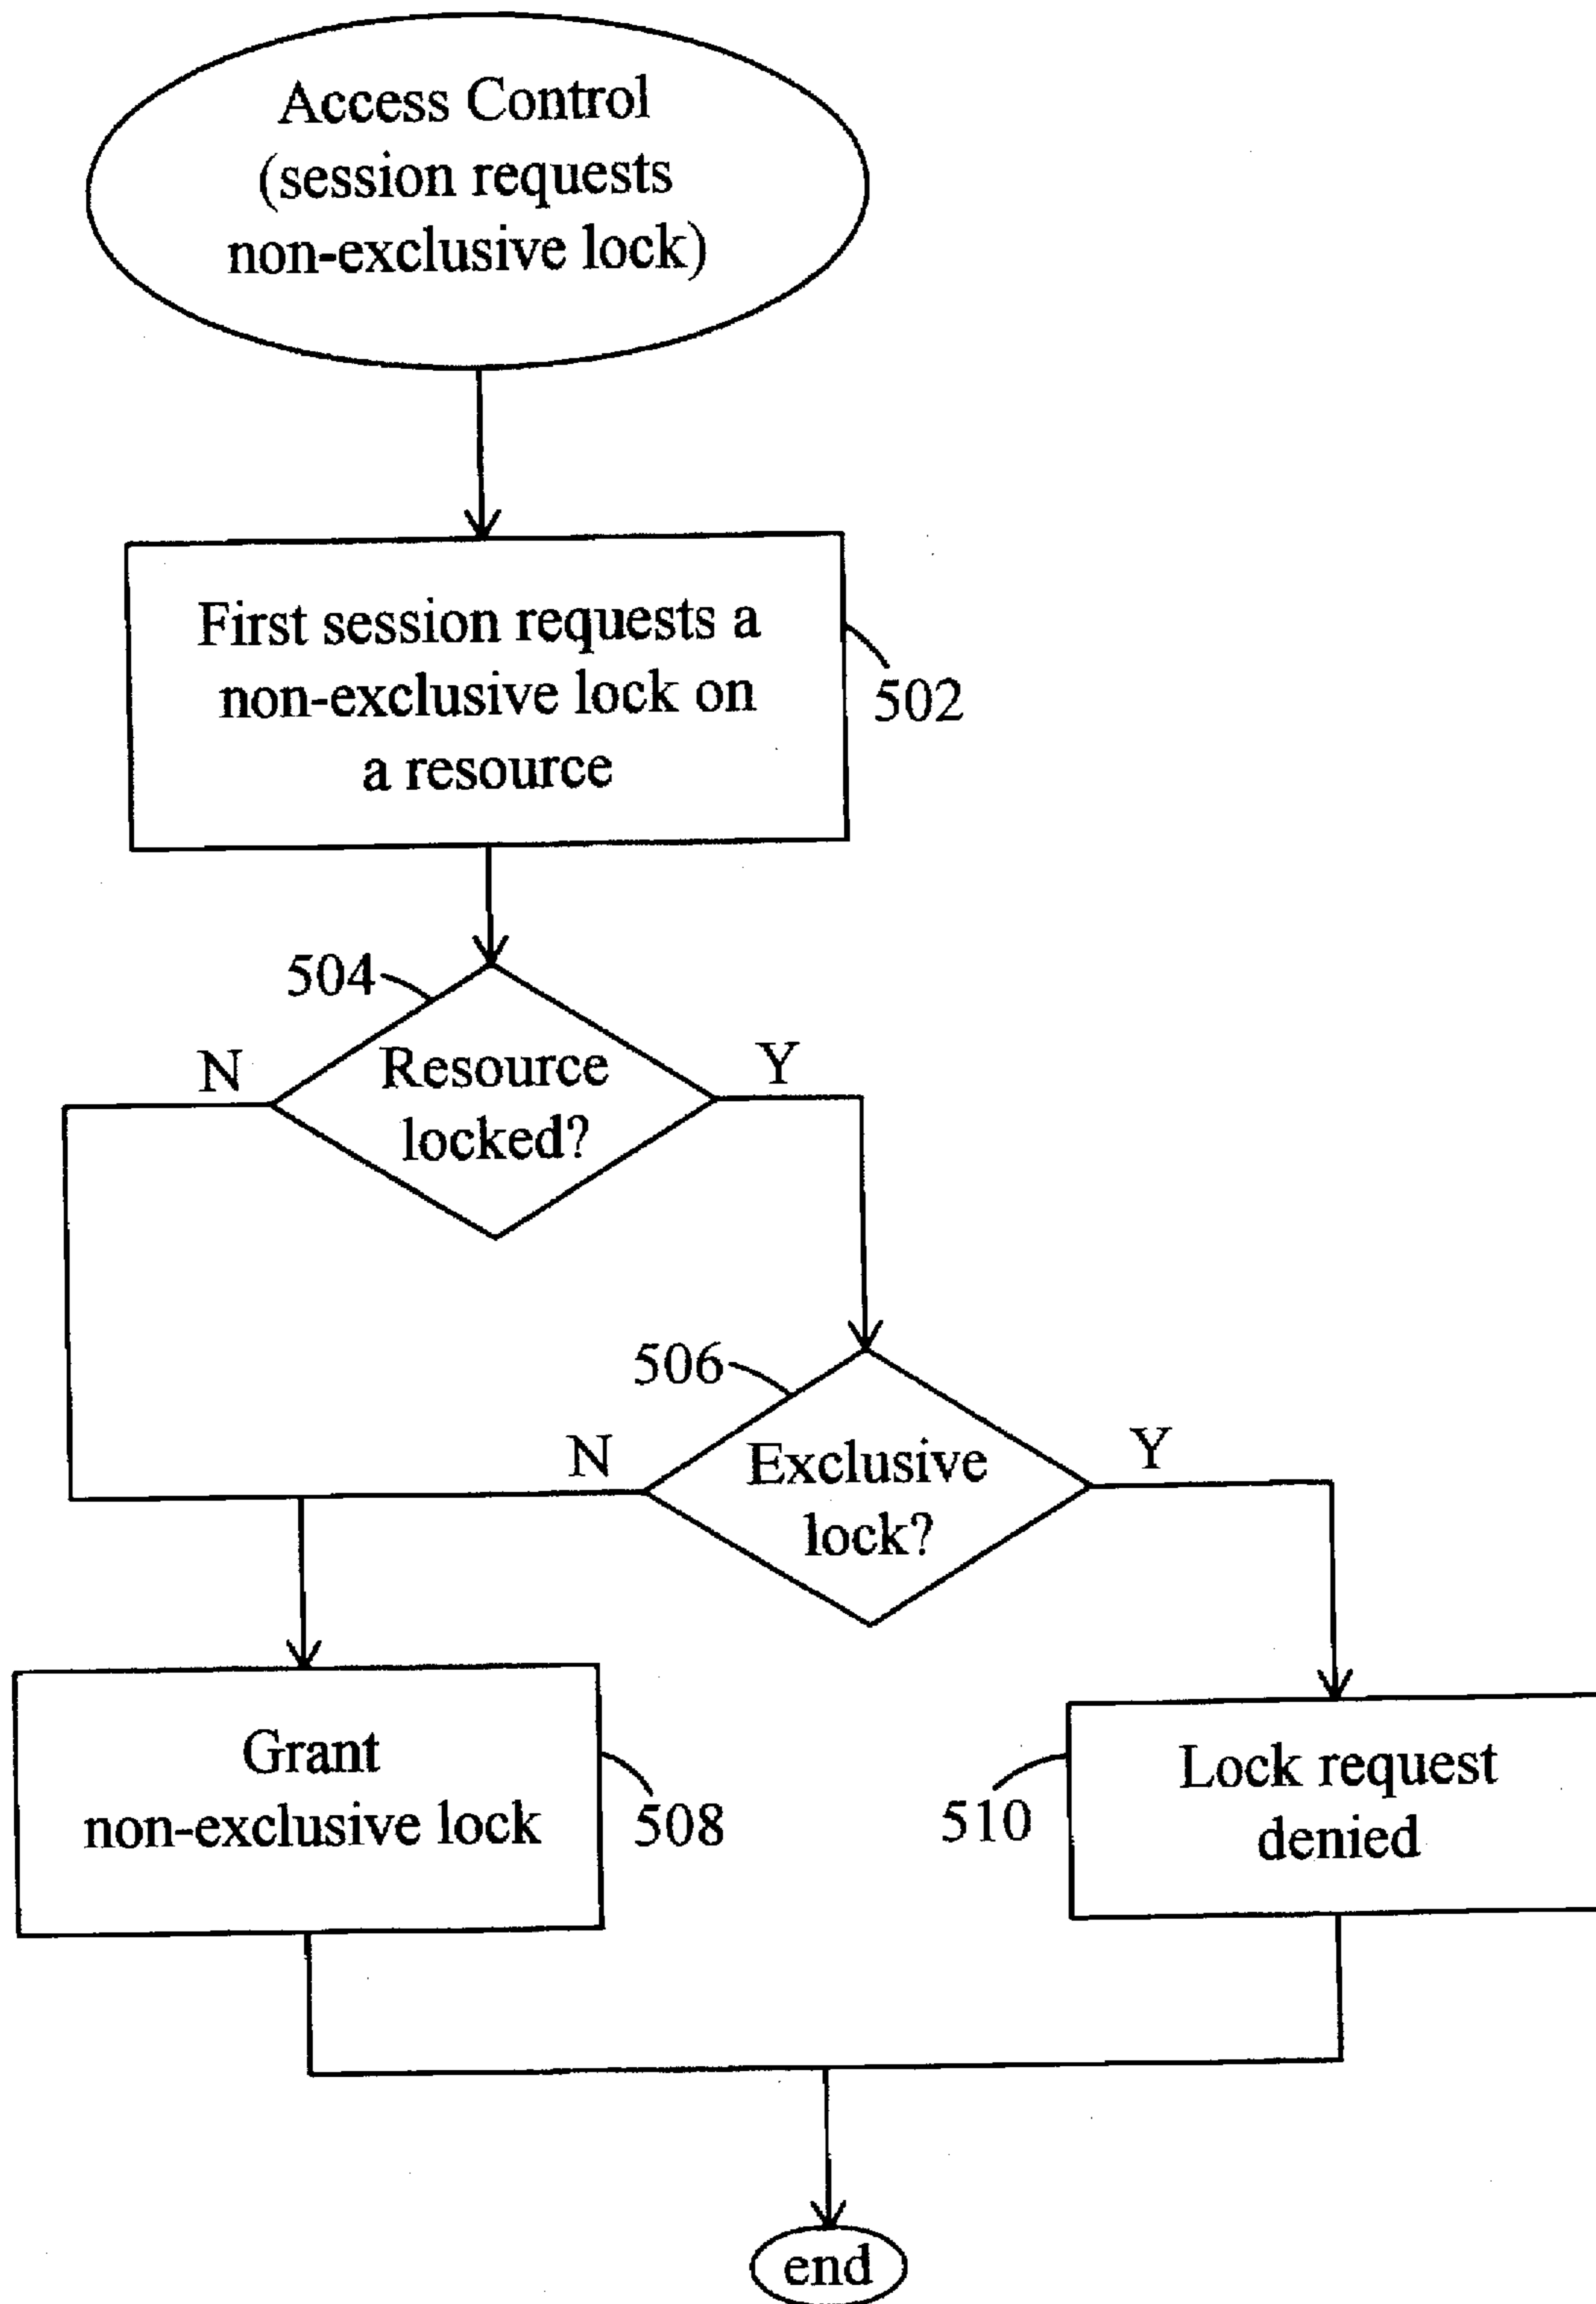 Access Control
(session requests
non-exclusive lock)
First session requests a
non-exclusive lock on
a resource
502
504
N
Resource
locked?
Y
506
N
Exclusive
lock?
Y
Grant
non-exclusive lock
508
510
Lock request
denied
end